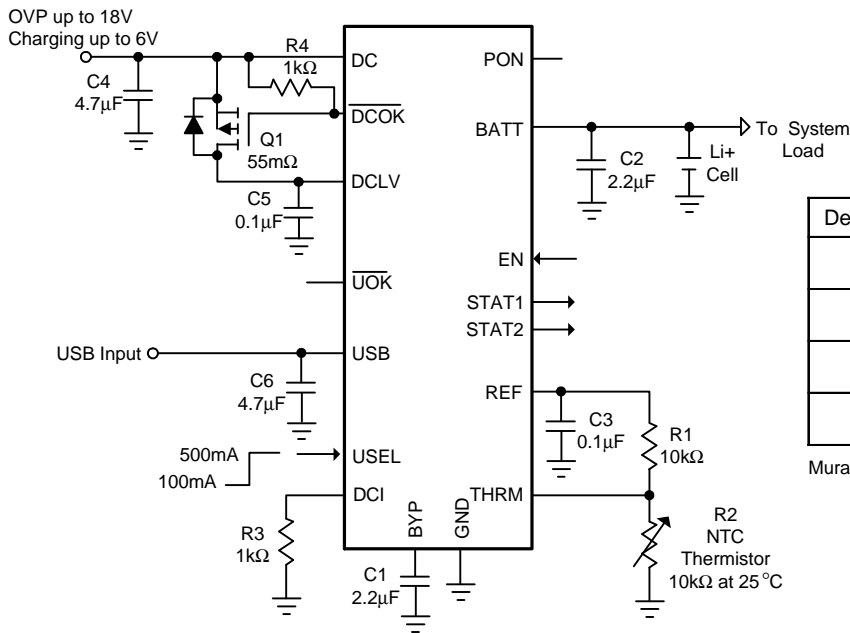 OVP up to 18V
Charging up to 6V
C4
4.7μF
R4
1kΩ
Q1
55mΩ
C5
0.1μF
DC
DCOK
DCLV
UOK
USB
USEL
DCI
BYP
GND
PON
BATT
EN
STAT1
STAT2
REF
THRM
USB Input
C6
4.7μF
500mA
100mA
R3
1kΩ
C1
2.2μF
C2
2.2μF
Li+
Cell
To System
Load
C3
0.1μF
R1
10kΩ
R2
NTC
Thermistor
10kΩ at 25°C
De
Mura